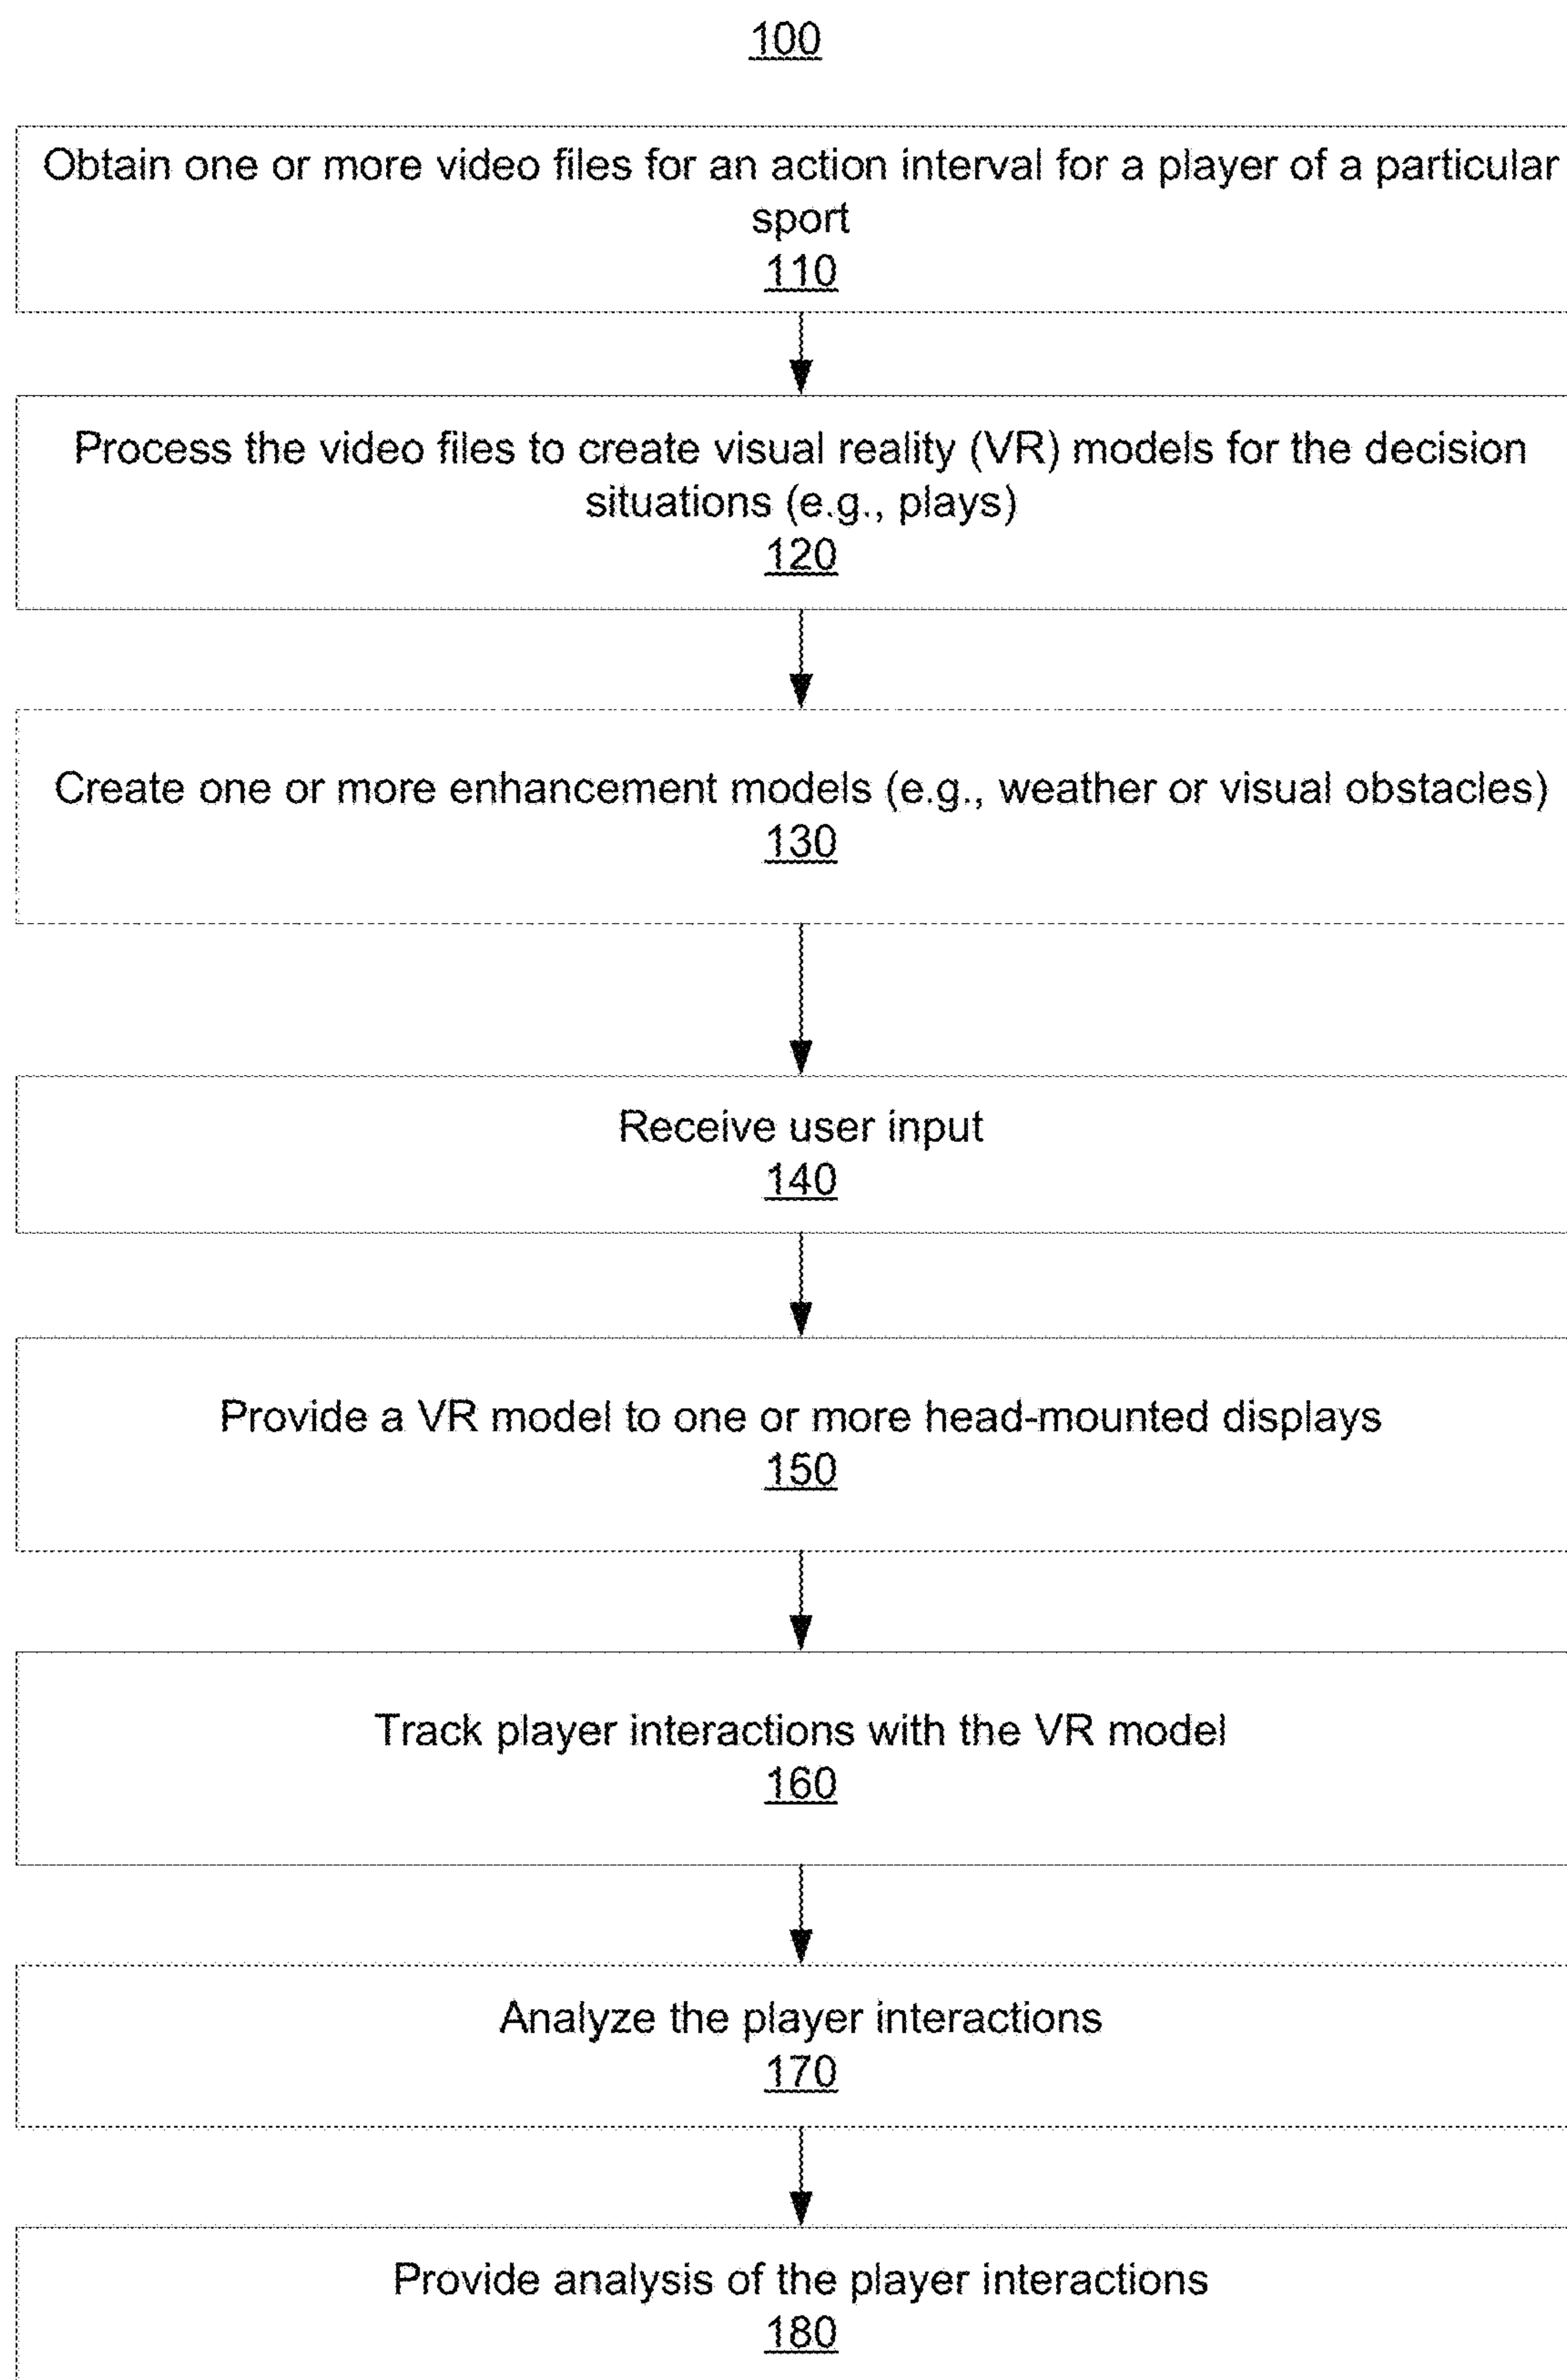 100
Obtain one or more video files for an action interval for a player of a particular
sport
110
Process the video files to create visual reality (VR) models for the decision
situations (e.g., plays)
120
Create one or more enhancement models (e.g., weather or visual obstacles)
130
Receive user input
140
Provide a VR model to one or more head-mounted displays
150
Track player interactions with the VR model
160
Analyze the player interactions
170
Provide analysis of the player interactions
180